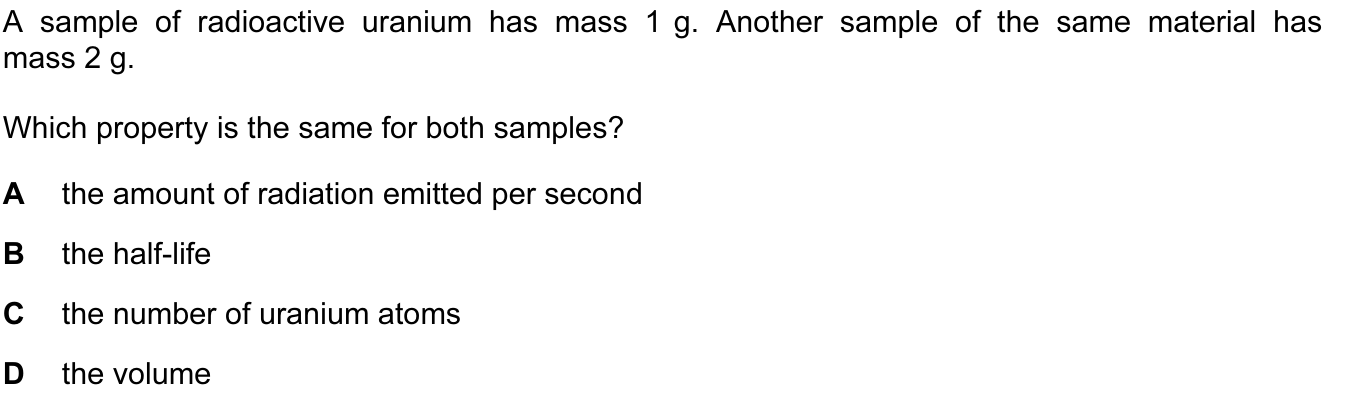 A sample of radioactive uranium has mass 1 g. Another sample of the same material has
mass 2 g.
Which property is the same for both samples?
A the amount of radiation emitted per second
B the half-life
C the number of uranium atoms
D the volume